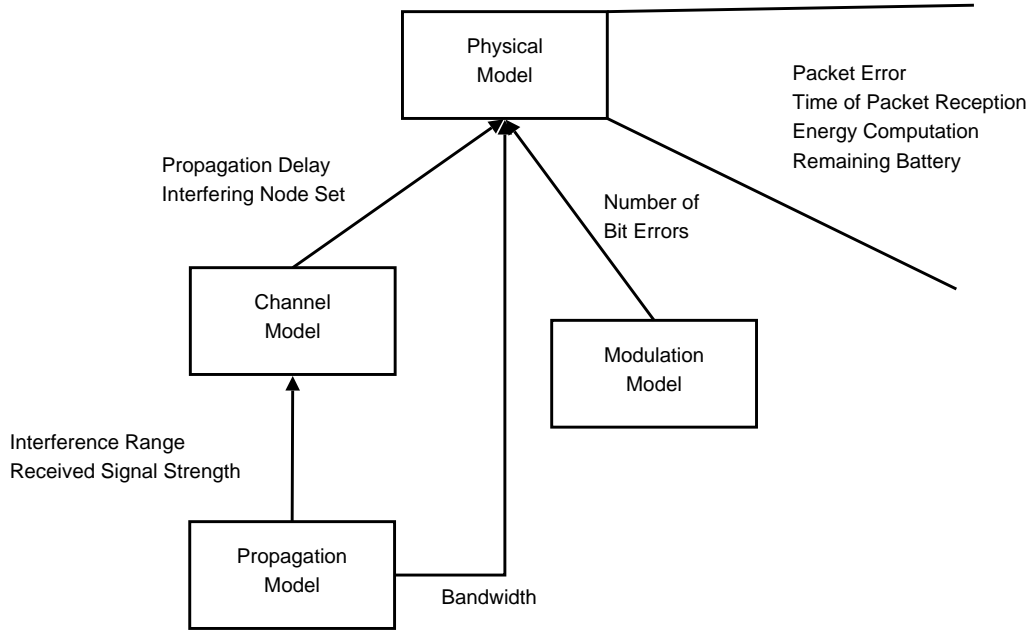 Physical
Model
Packet Error
Time of Packet Reception
Energy Computation
Remaining Battery
Propagation Delay
Interfering Node Set
Number of
Bit Errors
Channel
Model
Modulation
Model
Interference Range
Received Signal Strength
Propagation
Model
Bandwidth